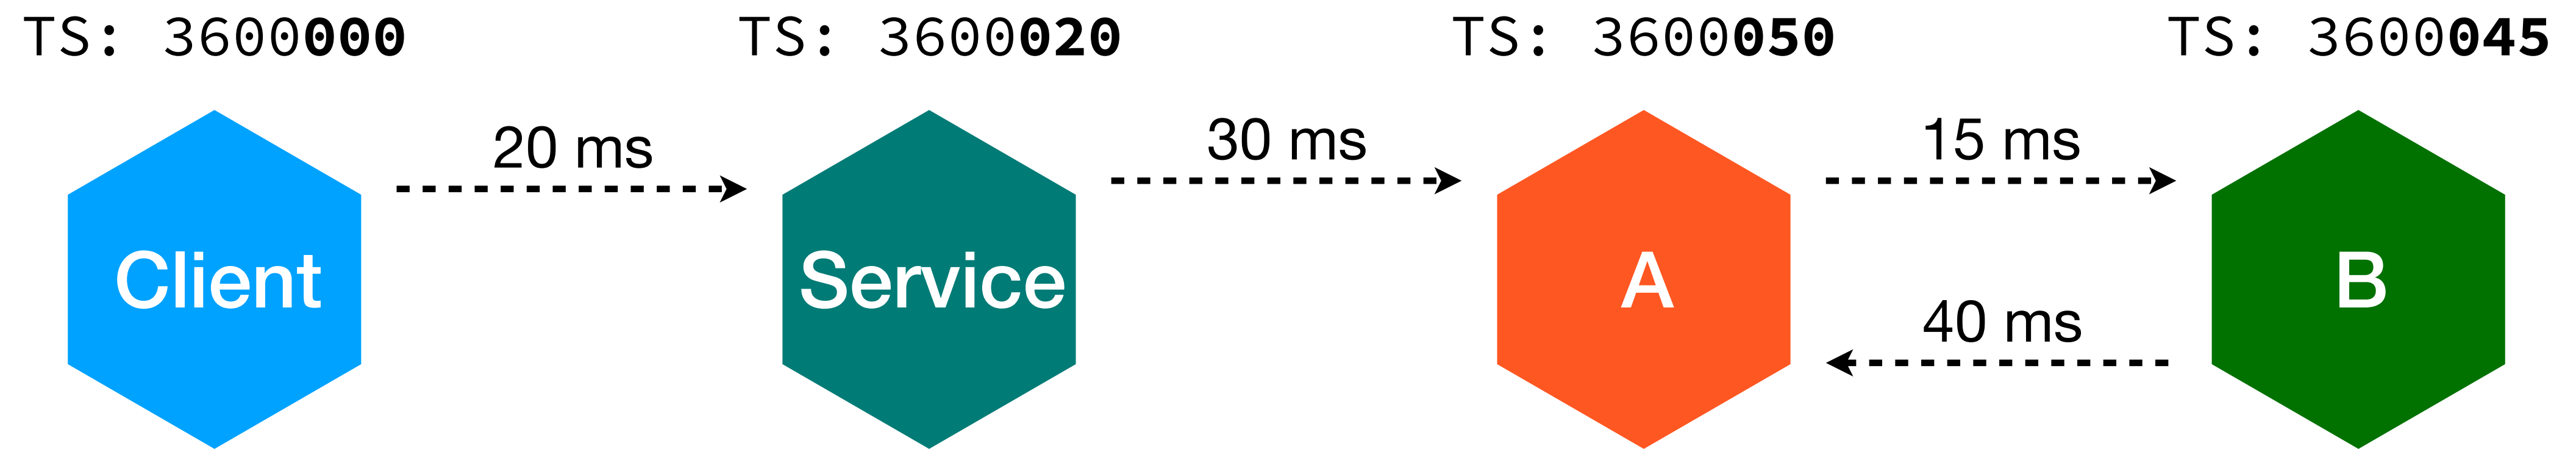 TS: 3600000 TS: 3600020 TS: 3600050 TS: 3600045
20 ms 30 ms 15 ms
Client Service A B
40 ms